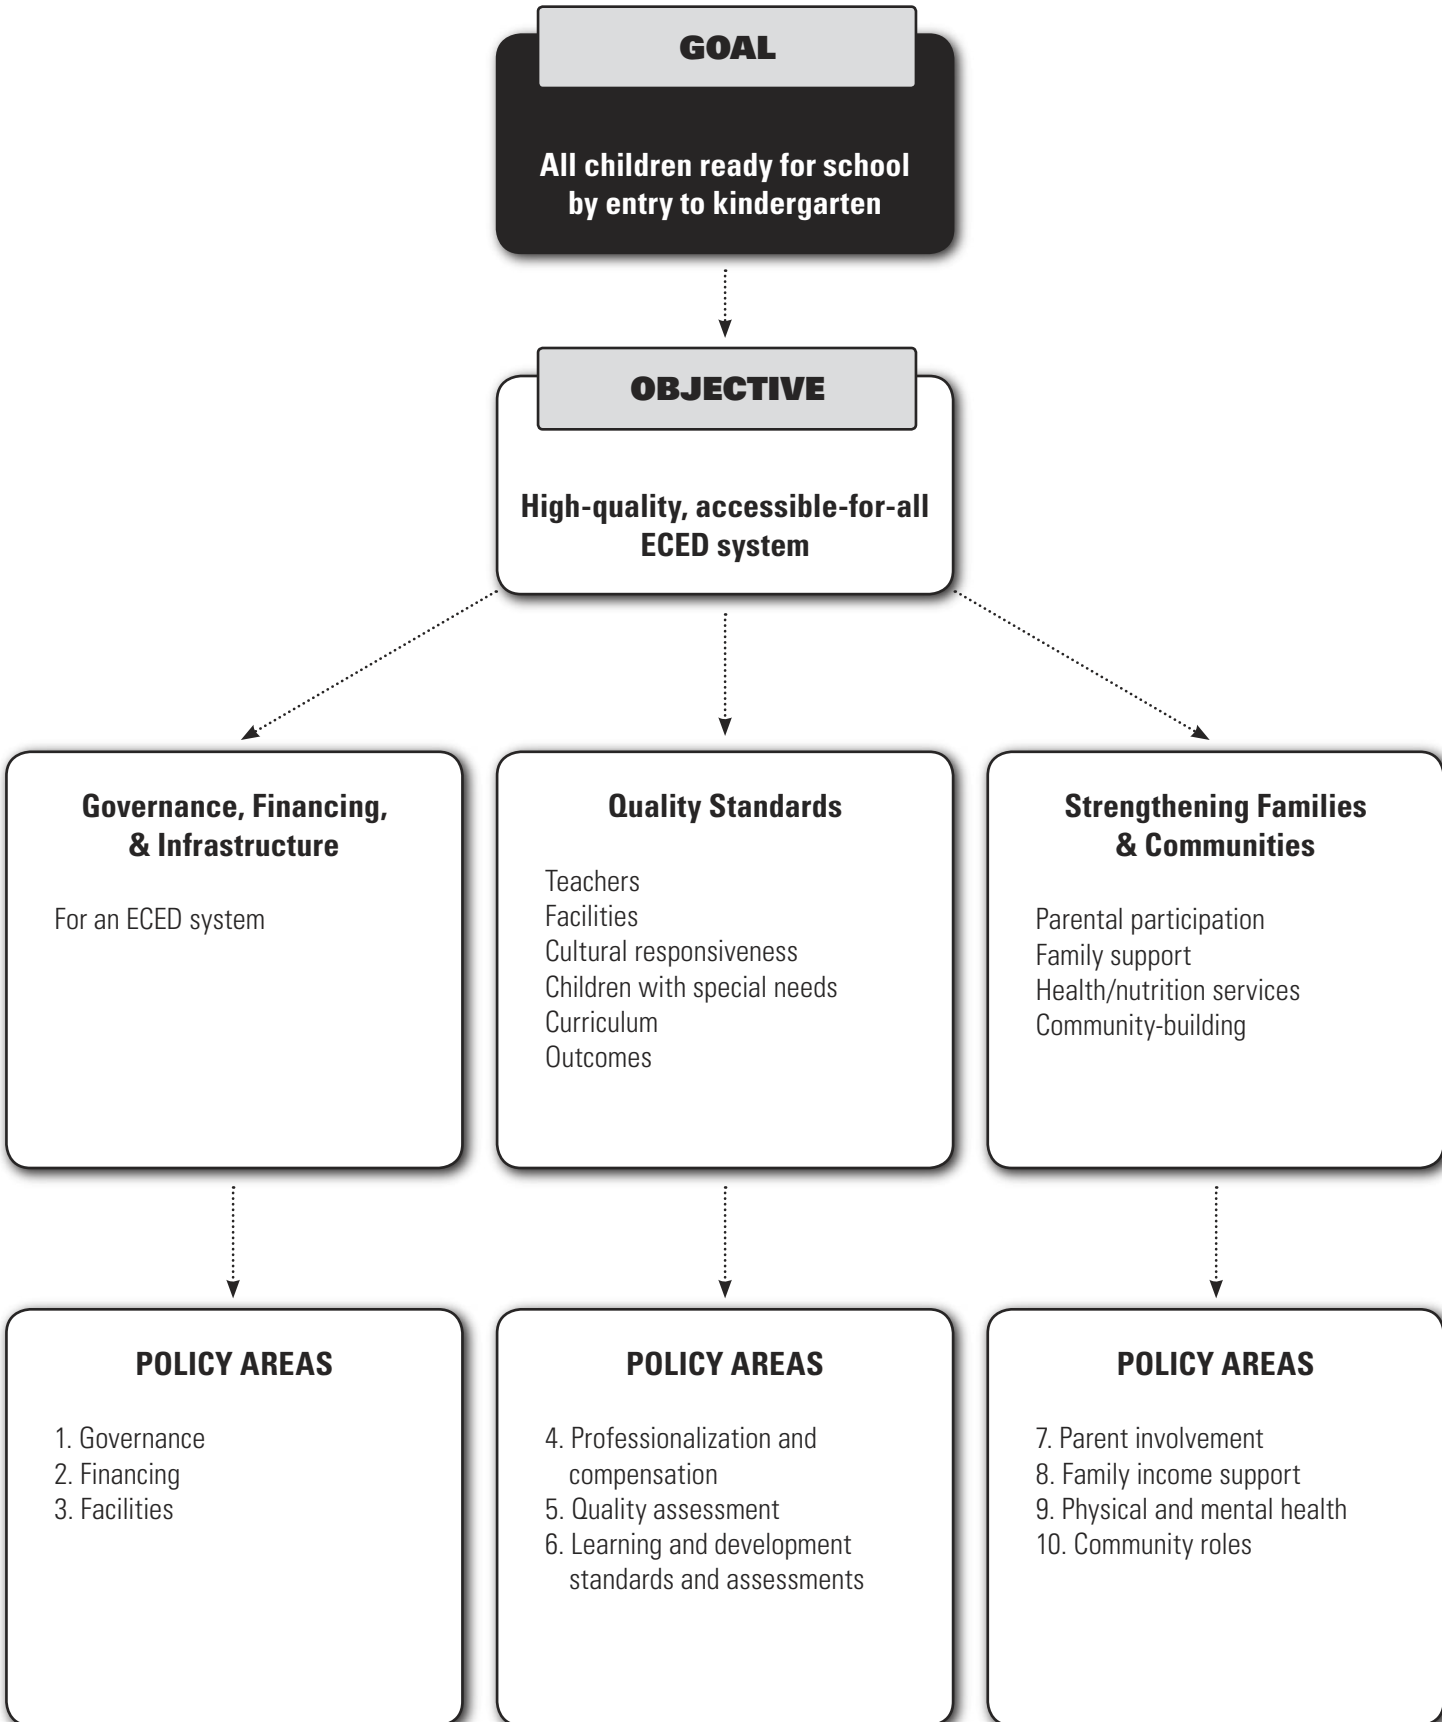 GOAL
All children ready for school
by entry to kindergarten
OBJECTIVE
High-quality, accessible-for-all
ECED system
Governance, Financing,
& Infrastructure
For an ECED system
Quality Standards
Teachers
Facilities
Cultural responsiveness
Children with special needs
Curriculum
Outcomes
Strengthening Families
& Communities
Parental participation
Family support
Health/nutrition services
Community-building
POLICY AREAS
1. Governance
2. Financing
3. Facilities
POLICY AREAS
4. Professionalization and
compensation
5. Quality assessment
6. Learning and development
standards and assessments
POLICY AREAS
7. Parent involvement
8. Family income support
9. Physical and mental health
10. Community roles